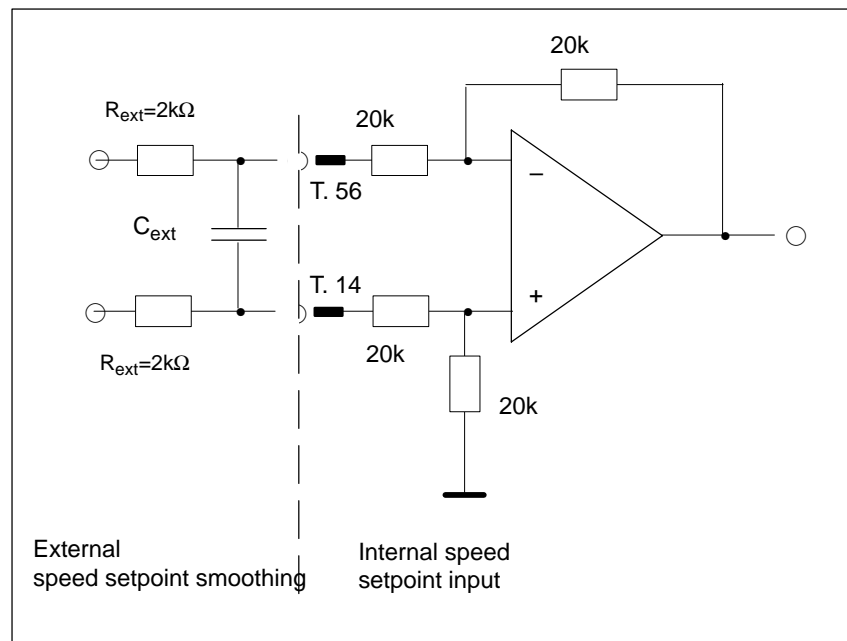 20k
R_ext=2kΩ
20k
T. 56
−
C_ext
T. 14
+
20k
R_ext=2kΩ
20k
External
speed setpoint smoothing
Internal speed
setpoint input